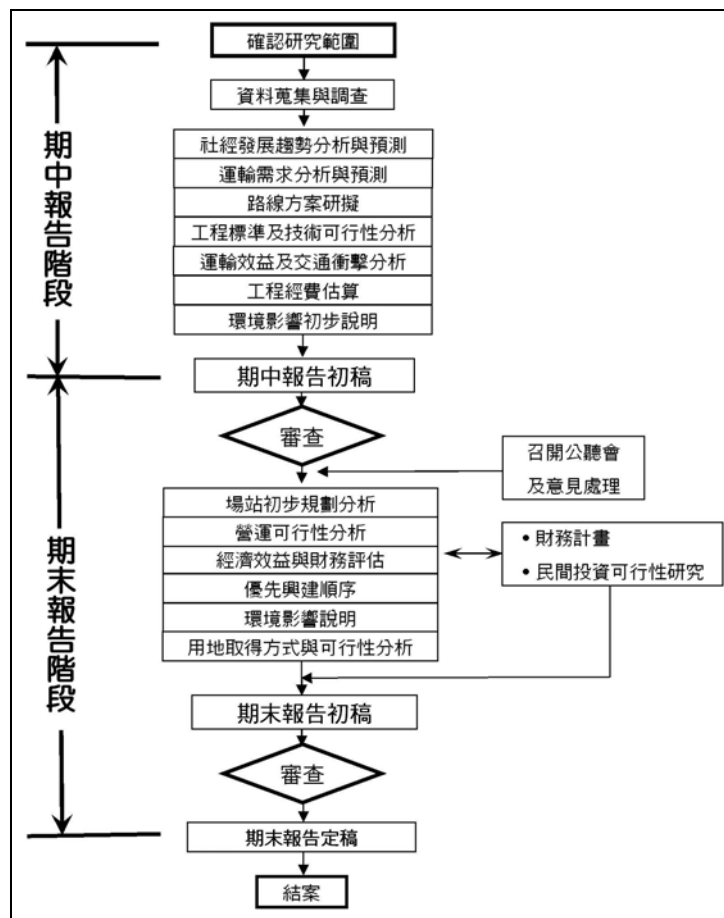 確認研究範圍
資料蒐集與調查
社經發展趨勢分析與預測
運輸需求分析與預測
路線方案研擬
工程標準及技術可行性分析
運輸效益及交通衝擊分析
工程經費估算
環境影響初步說明
期中報告初稿
期中報告階段
審查
召開公聽會
及意見處理
場站初步規劃分析
營運可行性分析
經濟效益與財務評估
優先興建順序
環境影響說明
用地取得方式與可行性分析
• 財務計畫
• 民間投資可行性研究
期末報告階段
期末報告初稿
審查
期末報告定稿
結案